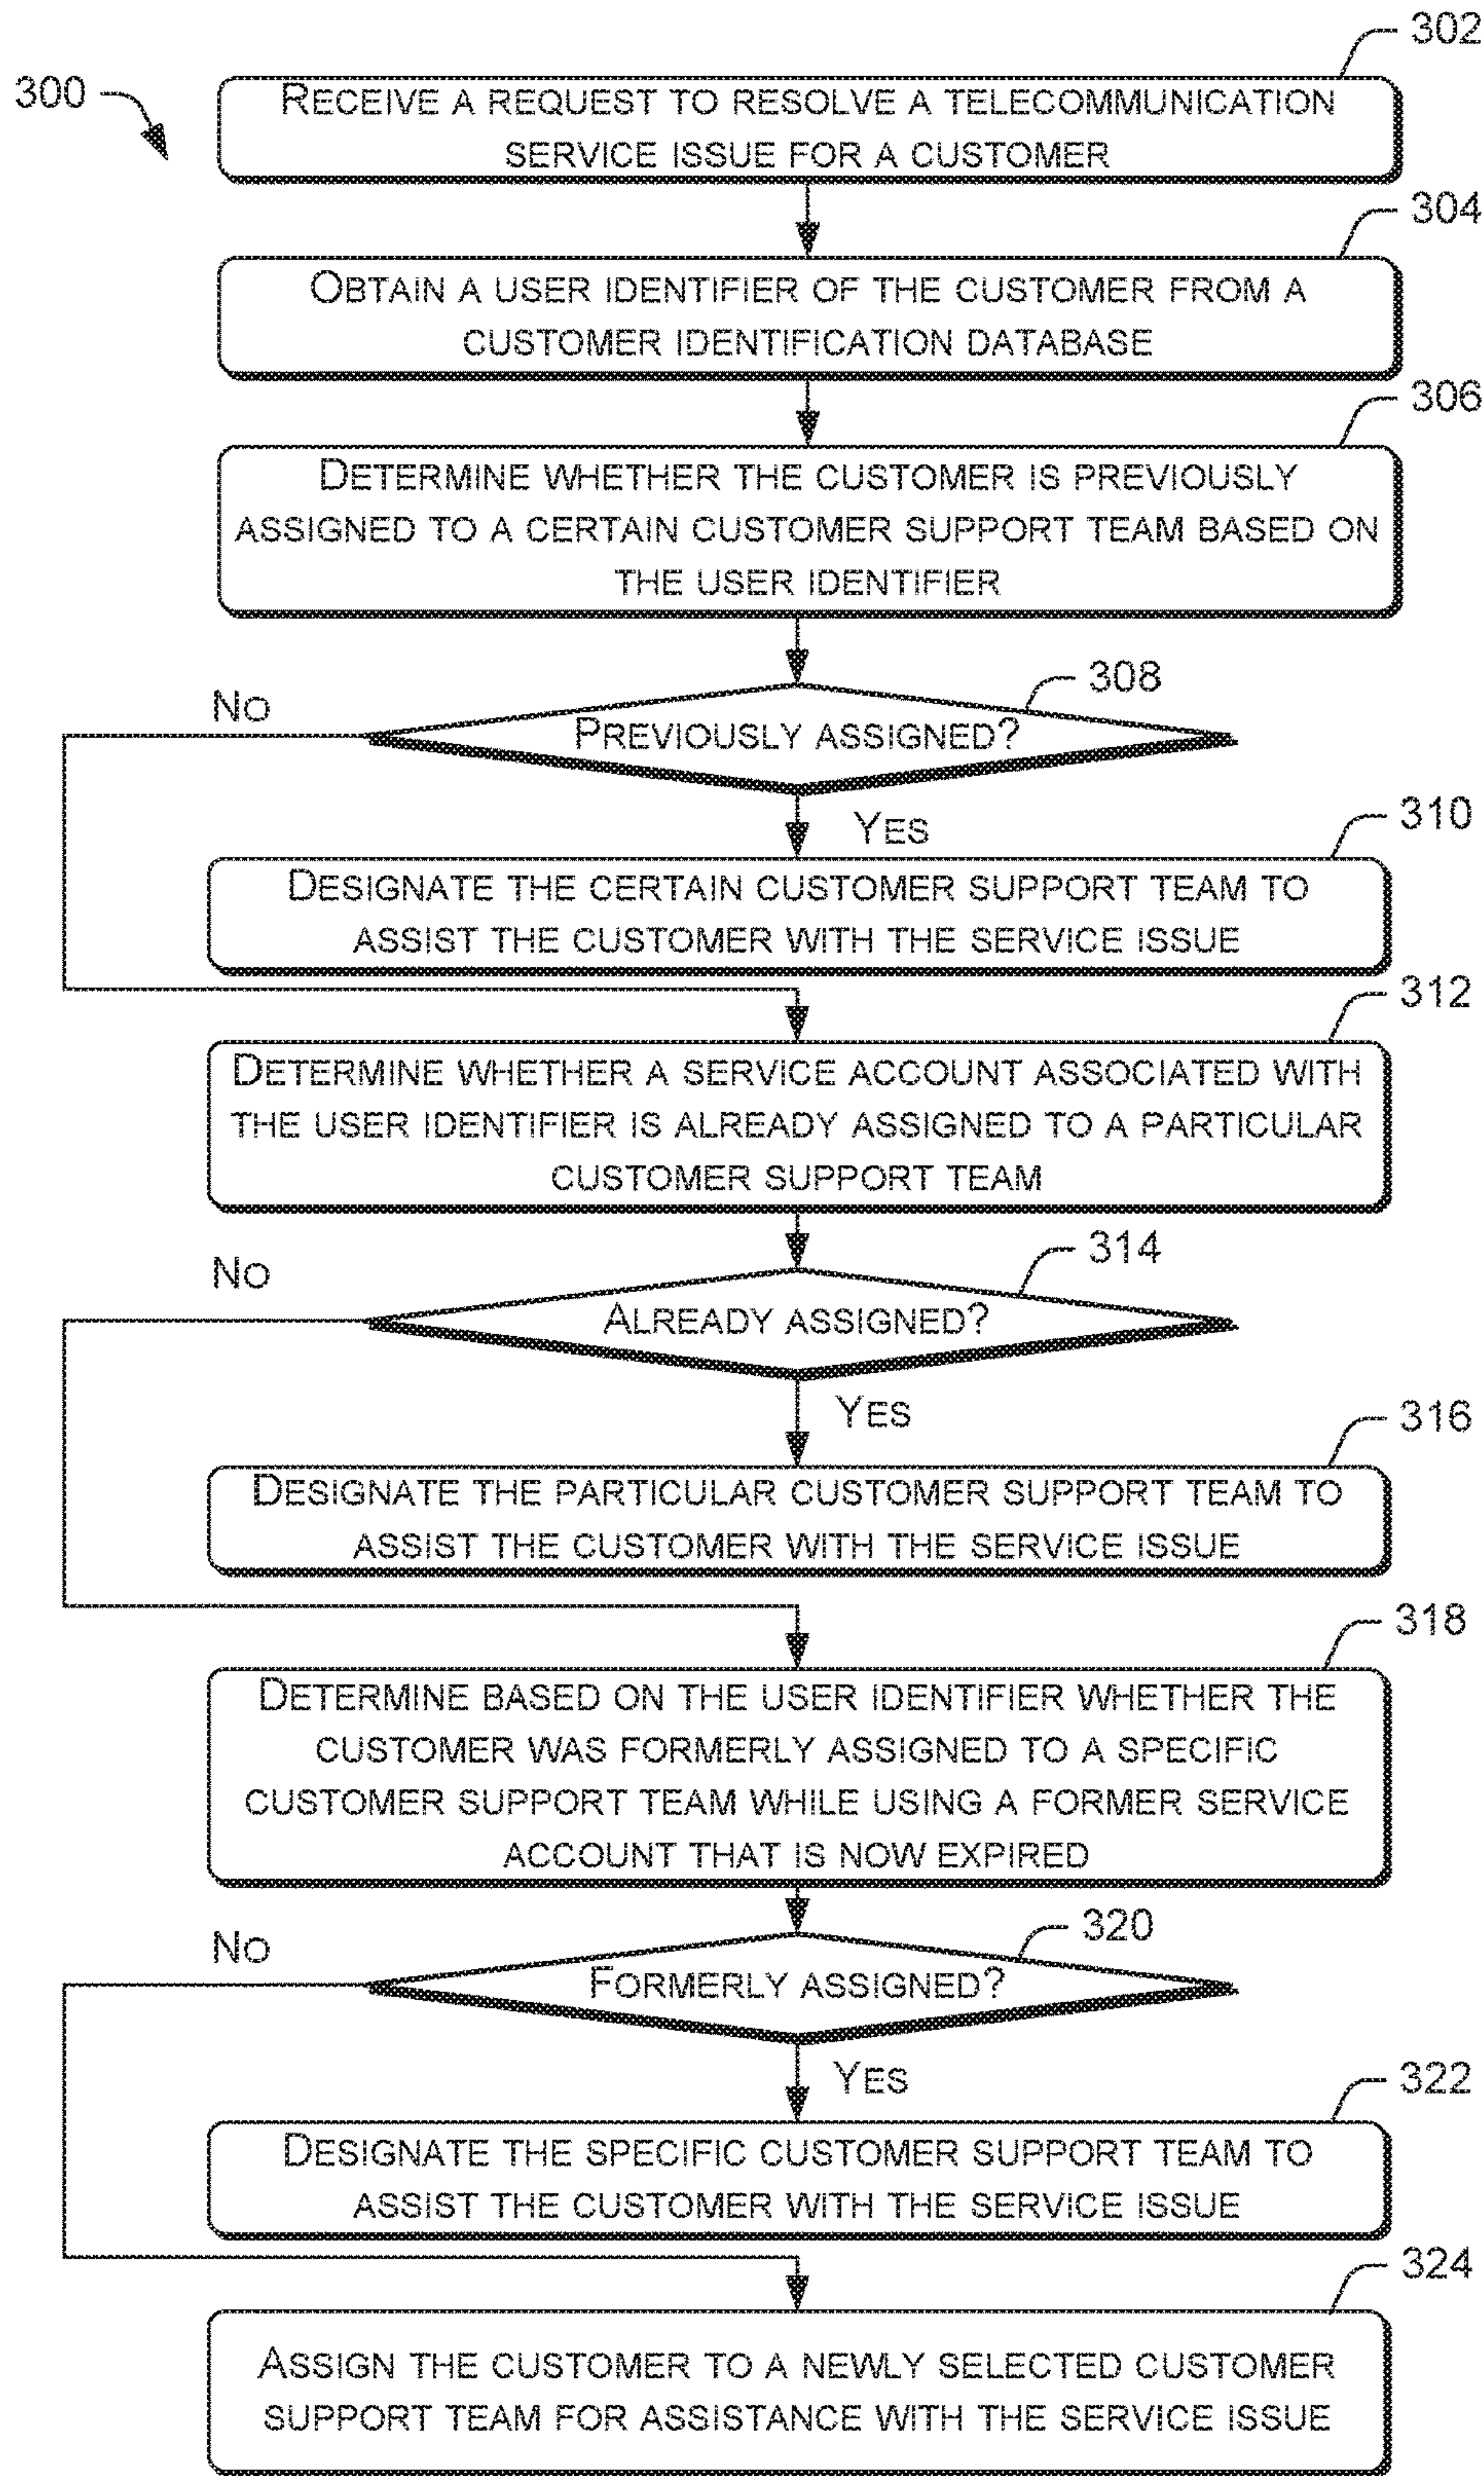 302
300
RECEIVE A REQUEST TO RESOLVE A TELECOMMUNICATION
SERVICE ISSUE FOR A CUSTOMER
304
OBTAIN A USER IDENTIFIER OF THE CUSTOMER FROM A
CUSTOMER IDENTIFICATION DATABASE
306
DETERMINE WHETHER THE CUSTOMER IS PREVIOUSLY
ASSIGNED TO A CERTAIN CUSTOMER SUPPORT TEAM BASED ON
THE USER IDENTIFIER
308
NO
PREVIOUSLY ASSIGNED?
YES
310
DESIGNATE THE CERTAIN CUSTOMER SUPPORT TEAM TO
ASSIST THE CUSTOMER WITH THE SERVICE ISSUE
312
DETERMINE WHETHER A SERVICE ACCOUNT ASSOCIATED WITH
THE USER IDENTIFIER IS ALREADY ASSIGNED TO A PARTICULAR
CUSTOMER SUPPORT TEAM
314
NO
ALREADY ASSIGNED?
YES
316
DESIGNATE THE PARTICULAR CUSTOMER SUPPORT TEAM TO
ASSIST THE CUSTOMER WITH THE SERVICE ISSUE
318
DETERMINE BASED ON THE USER IDENTIFIER WHETHER THE
CUSTOMER WAS FORMERLY ASSIGNED TO A SPECIFIC
CUSTOMER SUPPORT TEAM WHILE USING A FORMER SERVICE
ACCOUNT THAT IS NOW EXPIRED
320
NO
FORMERLY ASSIGNED?
YES
322
DESIGNATE THE SPECIFIC CUSTOMER SUPPORT TEAM TO
ASSIST THE CUSTOMER WITH THE SERVICE ISSUE
324
ASSIGN THE CUSTOMER TO A NEWLY SELECTED CUSTOMER
SUPPORT TEAM FOR ASSISTANCE WITH THE SERVICE ISSUE